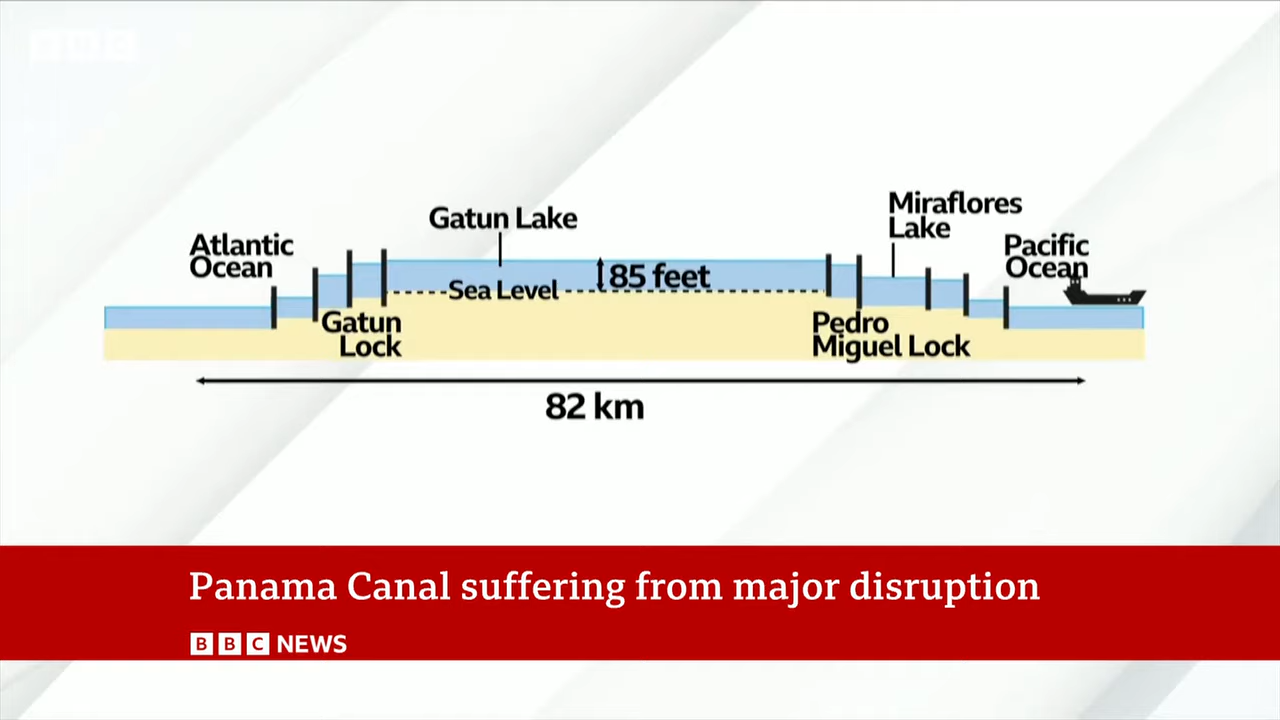 Gatun Lake
Miraflores
Lake
Atlantic
Ocean
Pacific
Ocean
85 feet
Sea Level
Gatun
Lock
Pedro
Miguel Lock
82 km
Panama Canal suffering from major disruption
BBC NEWS